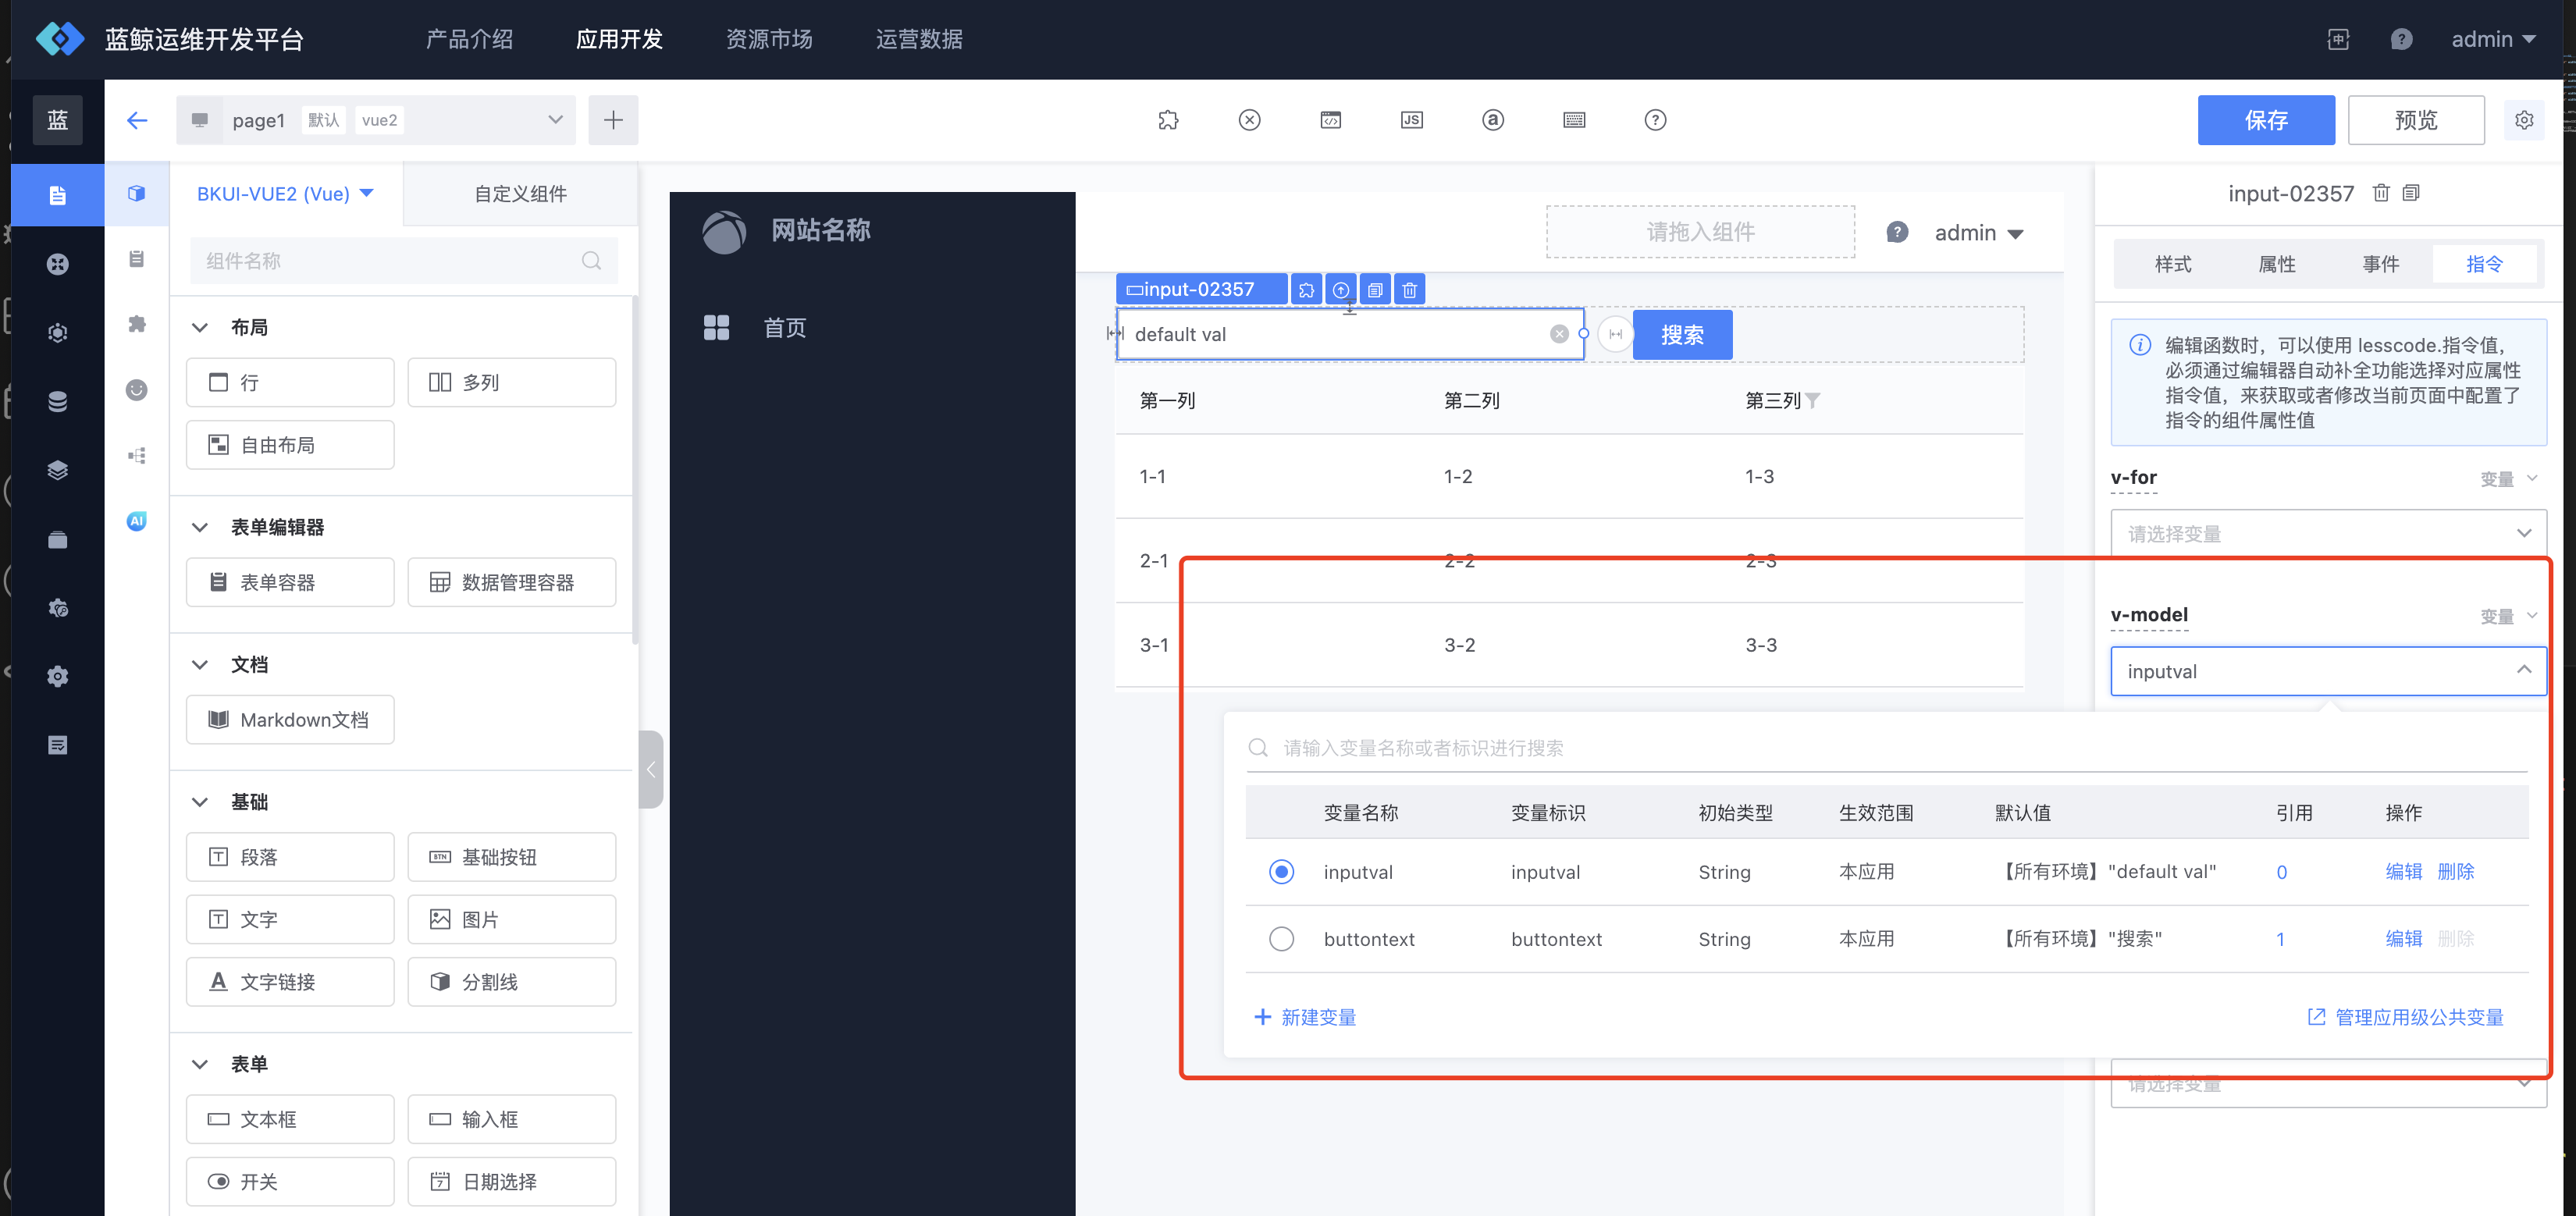 蓝鲸运维开发平台
产品介绍
应用开发
资源市场
运营数据
中
?
admin
蓝
page1
默认
vue2
JS
a
?
保存
预览
BKUI-VUE2 (Vue)
自定义组件
组件名称
布局
行
多列
自由布局
表单编辑器
表单容器
数据管理容器
文档
Markdown文档
基础
T 段落
BTN 基础按钮
T 文字
图片
A 文字链接
分割线
表单
文本框
输入框
开关
7 日期选择
AI
网站名称
首页
请拖入组件
?
admin
input-02357
default val
搜索
第一列
第二列
第三列
1-1
1-2
1-3
2-1
2-2
2-3
3-1
3-2
3-3
input-02357
样式
属性
事件
指令
i
编辑函数时，可以使用 lesscode.指令值，
必须通过编辑器自动补全功能选择对应属性
指令值，来获取或者修改当前页面中配置了
指令的组件属性值
v-for
变量
请选择变量
v-model
变量
inputval
请输入变量名称或者标识进行搜索
变量名称
变量标识
初始类型
生效范围
默认值
引用
操作
inputval
inputval
String
本应用
【所有环境】"default val"
0
编辑
删除
buttontext
buttontext
String
本应用
【所有环境】"搜索"
1
编辑
删除
+ 新建变量
管理应用级公共变量
请选择变量